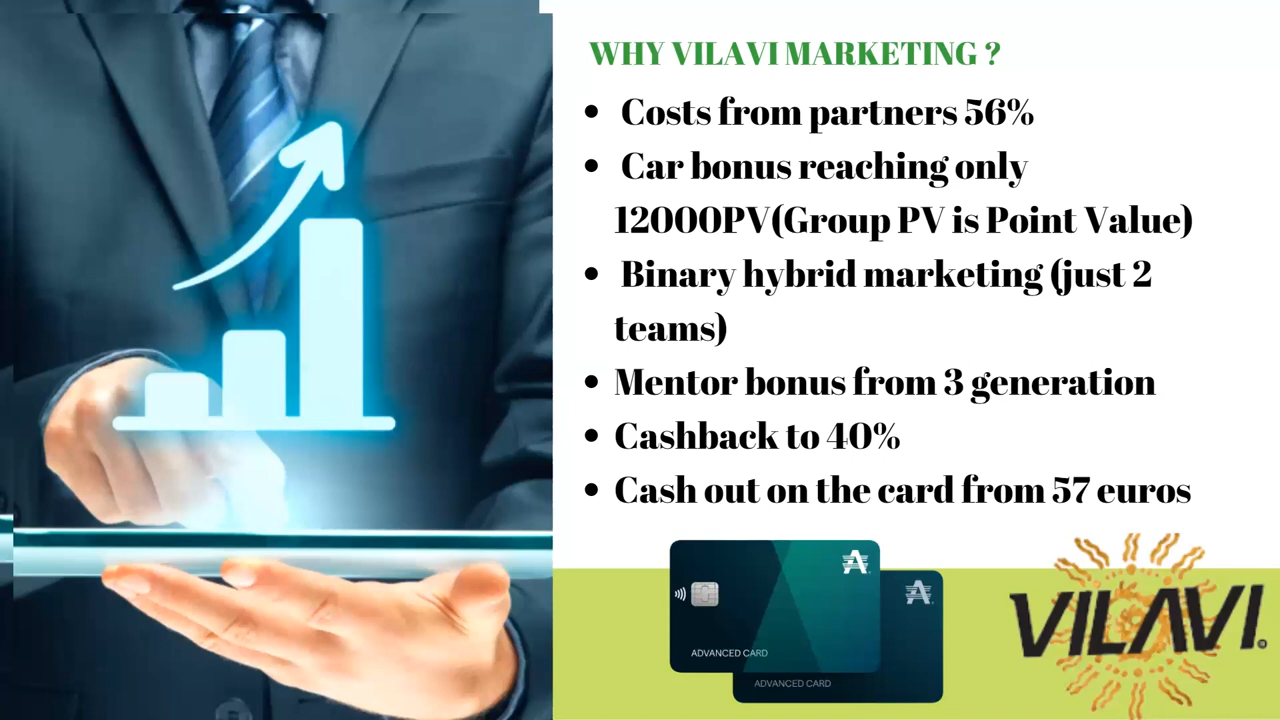 WHY VILAVI MARKETING ?
• Costs from partners 56%
• Car bonus reaching only
12000PV(Group PV is Point Value)
• Binary hybrid marketing (just 2
teams)
• Mentor bonus from 3 generation
• Cashback to 40%
• Cash out on the card from 57 euros
ADVANCED CARD
ADVANCED CARD
VILAVI®